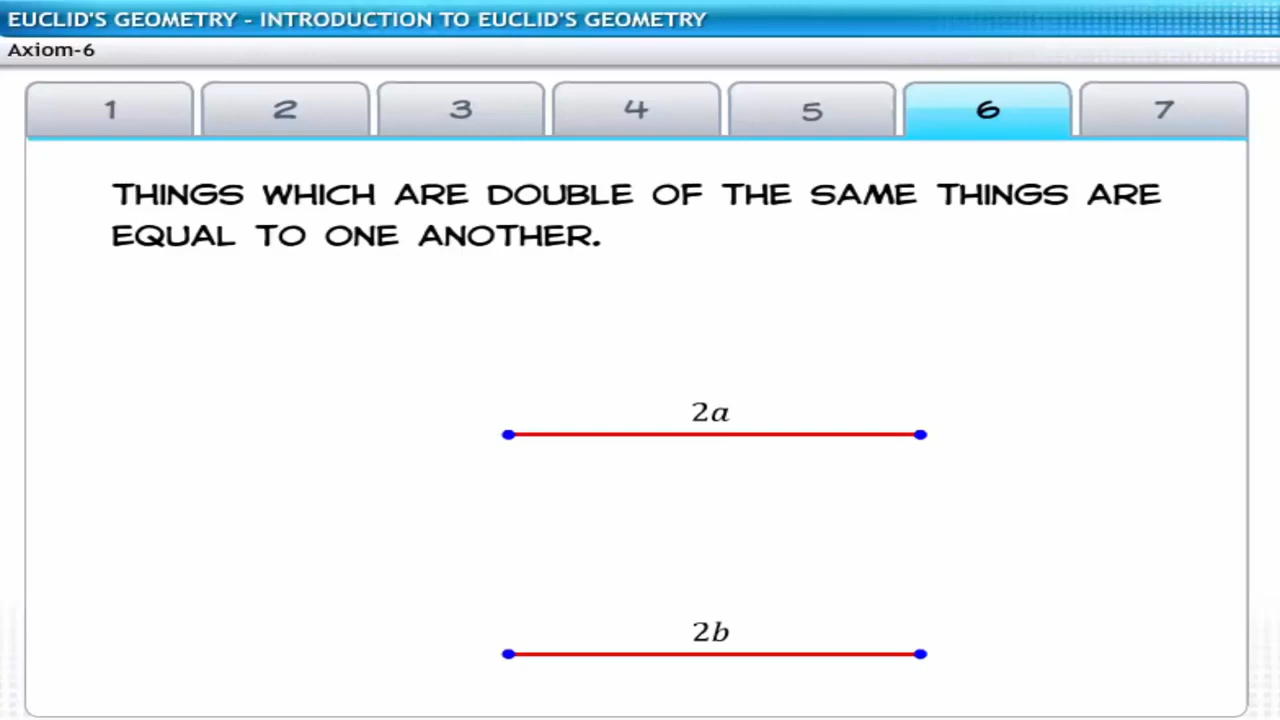 EUCLID'S GEOMETRY - INTRODUCTION TO EUCLID'S GEOMETRY
Axiom-6
1 2 3 4 5 6 7
THINGS WHICH ARE DOUBLE OF THE SAME THINGS ARE
EQUAL TO ONE ANOTHER.
2a
2b